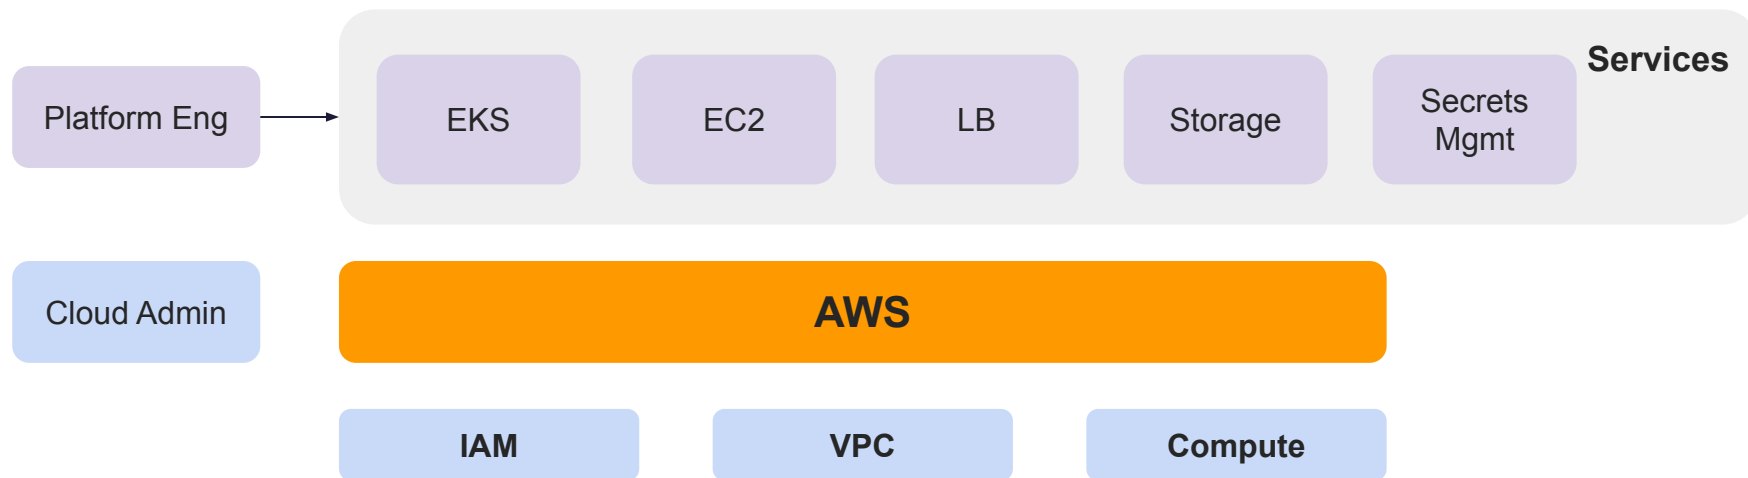 Services
Platform Eng
EKS
EC2
LB
Storage
Secrets
Mgmt
Cloud Admin
AWS
IAM
VPC
Compute